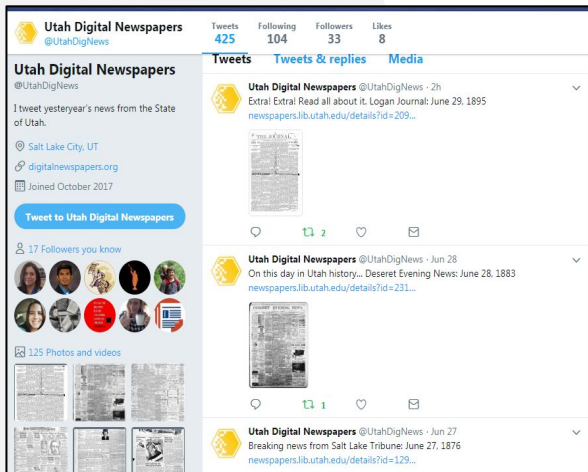 Utah Digital Newspapers
@UtahDigNews
Tweets Following Followers Likes
425 104 33 8
Utah Digital Newspapers
@UtahDigNews
I tweet yesteryear's news from the State
of Utah.
Salt Lake City, UT
digitalnewspapers.org
Joined October 2017
Tweet to Utah Digital Newspapers
17 Followers you know
125 Photos and videos
Tweets Tweets & replies Media
Utah Digital Newspapers @UtahDigNews · 2h
Extra! Extra! Read all about it. Logan Journal: June 29, 1895
newspapers.lib.utah.edu/details?id=209...
THE JOURNAL.
2
Utah Digital Newspapers @UtahDigNews · Jun 28
On this day in Utah history... Deseret Evening News: June 28, 1883
newspapers.lib.utah.edu/details?id=231...
DESERET EVENING NEWS
1
Utah Digital Newspapers @UtahDigNews · Jun 27
Breaking news from Salt Lake Tribune: June 27, 1876
newspapers.lib.utah.edu/details?id=129...